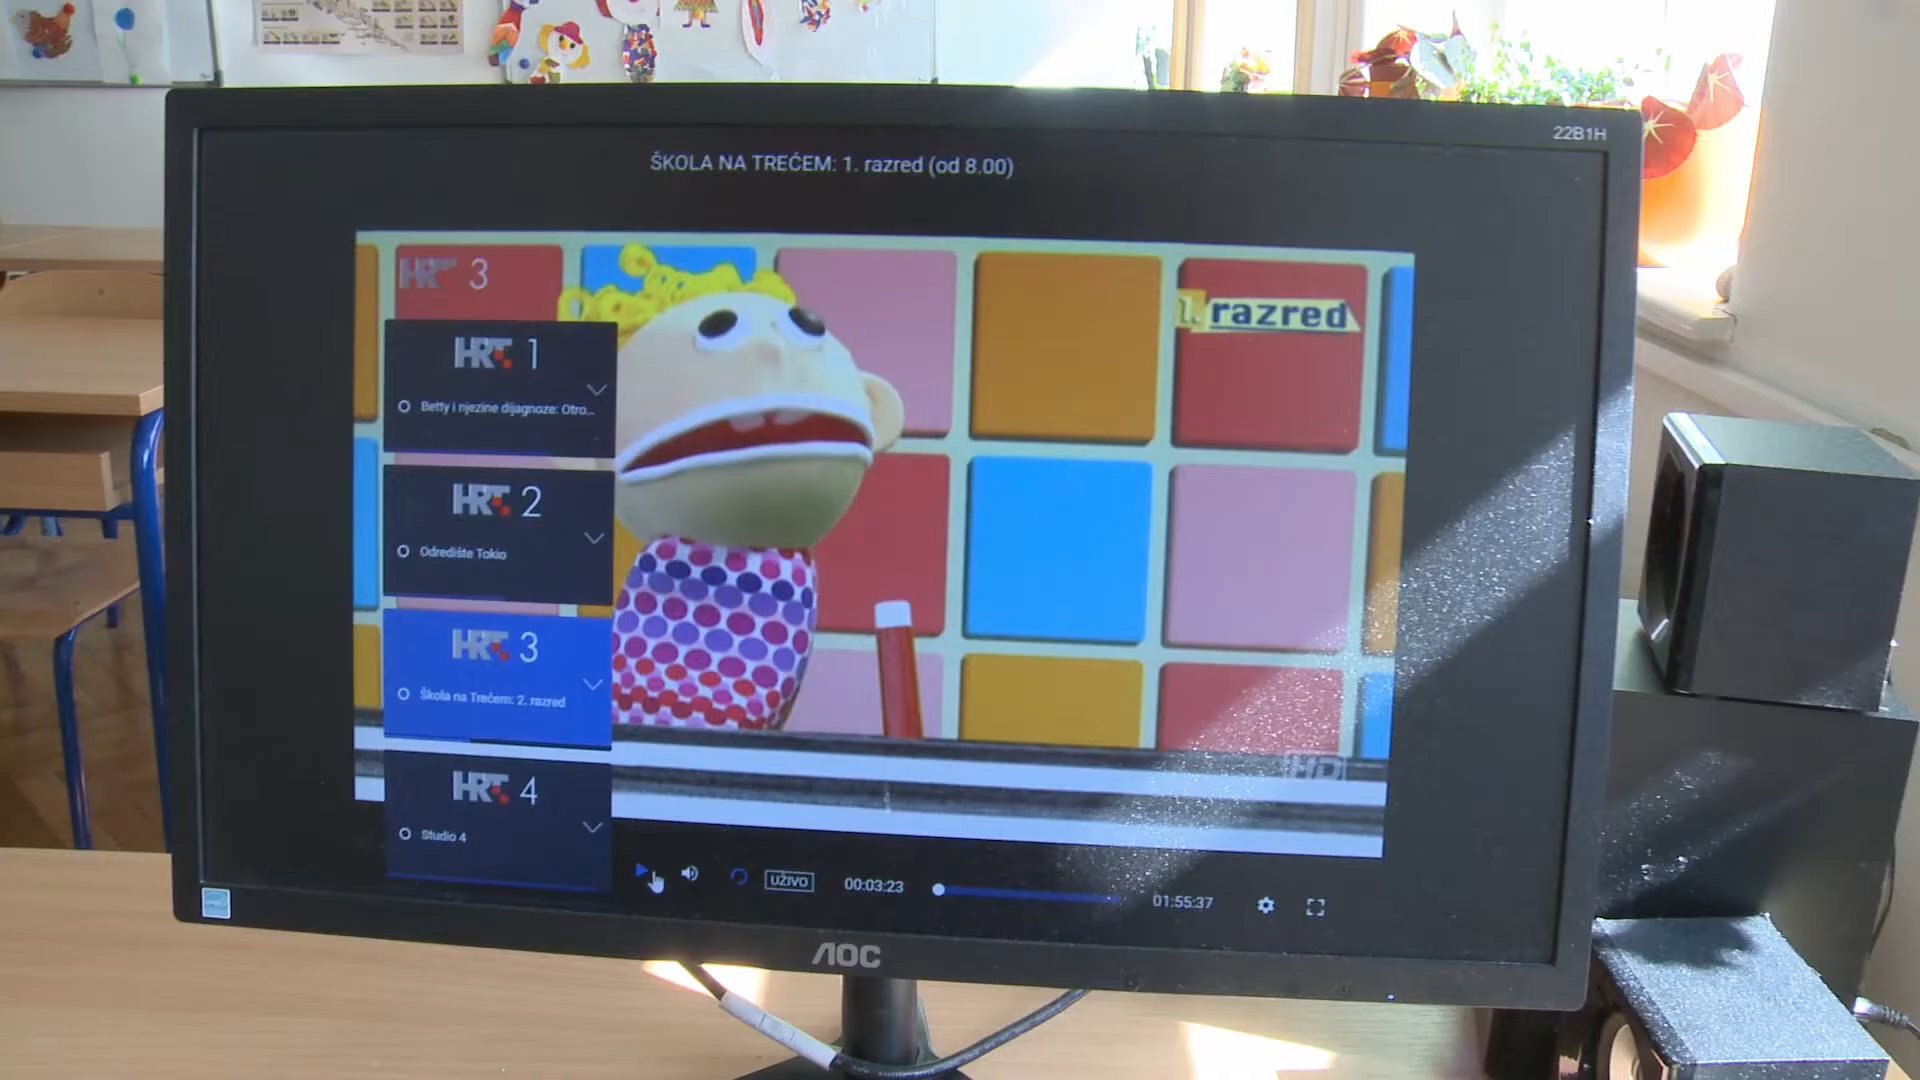 22B1H
ŠKOLA NA TREĆEM: 1. razred (od 8.00)
HRT 3
1. razred
HRT 1
Betty i njezine dijagnoze: Otro...
HRT 2
Odredište Tokio
HRT 3
Škola na Trećem: 2. razred
HRT 4
Studio 4
HD
UŽIVO
00:03:23
01:55:37
AOC